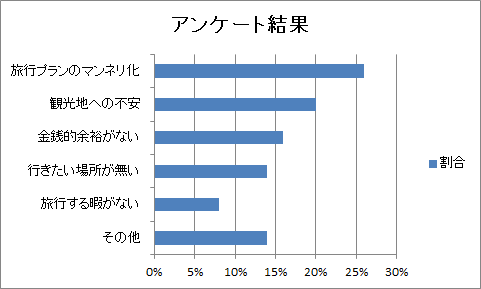 アンケート結果
旅行プランのマンネリ化
観光地への不安
金銭的余裕がない
行きたい場所が無い
旅行する暇がない
その他
割合
0% 5% 10% 15% 20% 25% 30%